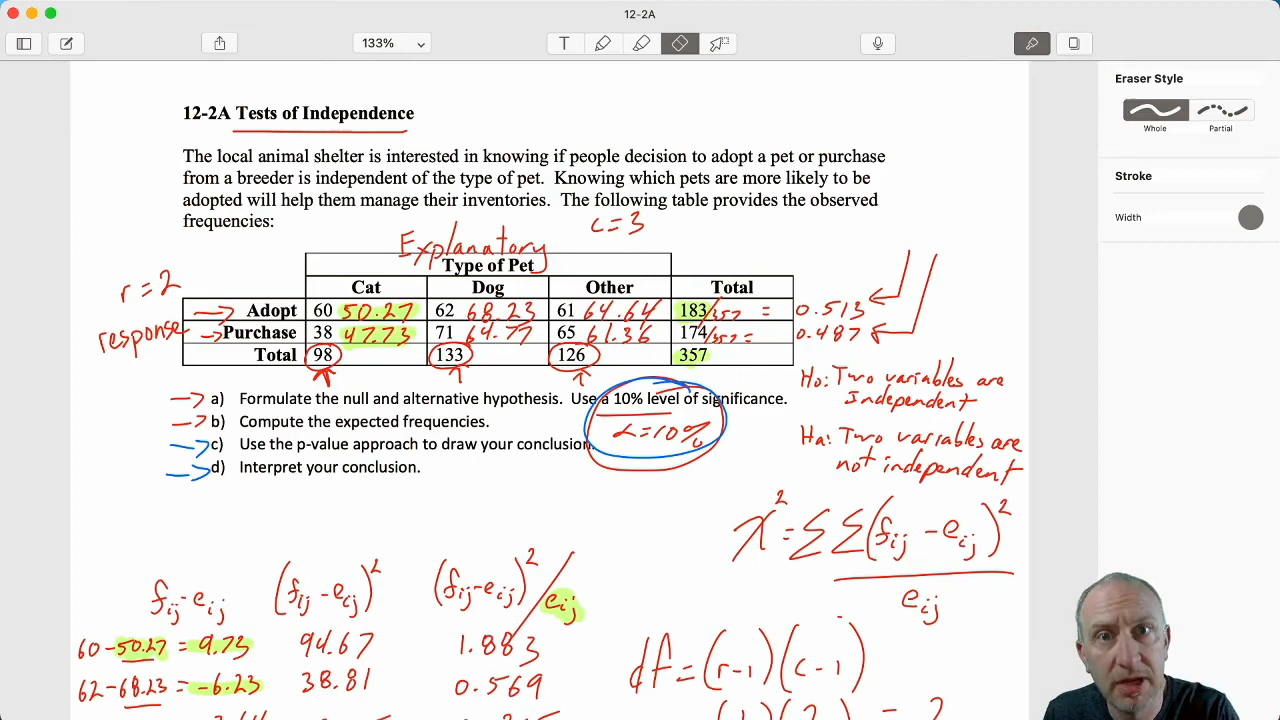 12-2A
133%
T
Eraser Style
Whole
Partial
Stroke
Width
12-2A Tests of Independence
The local animal shelter is interested in knowing if people decision to adopt a pet or purchase
from a breeder is independent of the type of pet. Knowing which pets are more likely to be
adopted will help them manage their inventories. The following table provides the observed
frequencies:
c=3
Explanatory
Type of Pet
r=2
Cat Dog Other Total
Adopt 60 50.27 62 68.23 61 64.64 183/357 = 0.513
response
Purchase 38 47.73 71 64.77 65 61.36 174/357= 0.487
Total 98 133 126 357
Ho: Two variables are
Independent
a) Formulate the null and alternative hypothesis. Use a 10% level of significance.
b) Compute the expected frequencies.
α=10%
c) Use the p-value approach to draw your conclusion.
d) Interpret your conclusion.
Ha: Two variables are
not independent
χ² = ΣΣ(fij - eij)²
eij
fij - eij (fij - eij)² (fij - eij)² / eij
60 - 50.27 = 9.73 94.67 1.883
62 - 68.23 = -6.23 38.81 0.569
df = (r-1)(c-1)